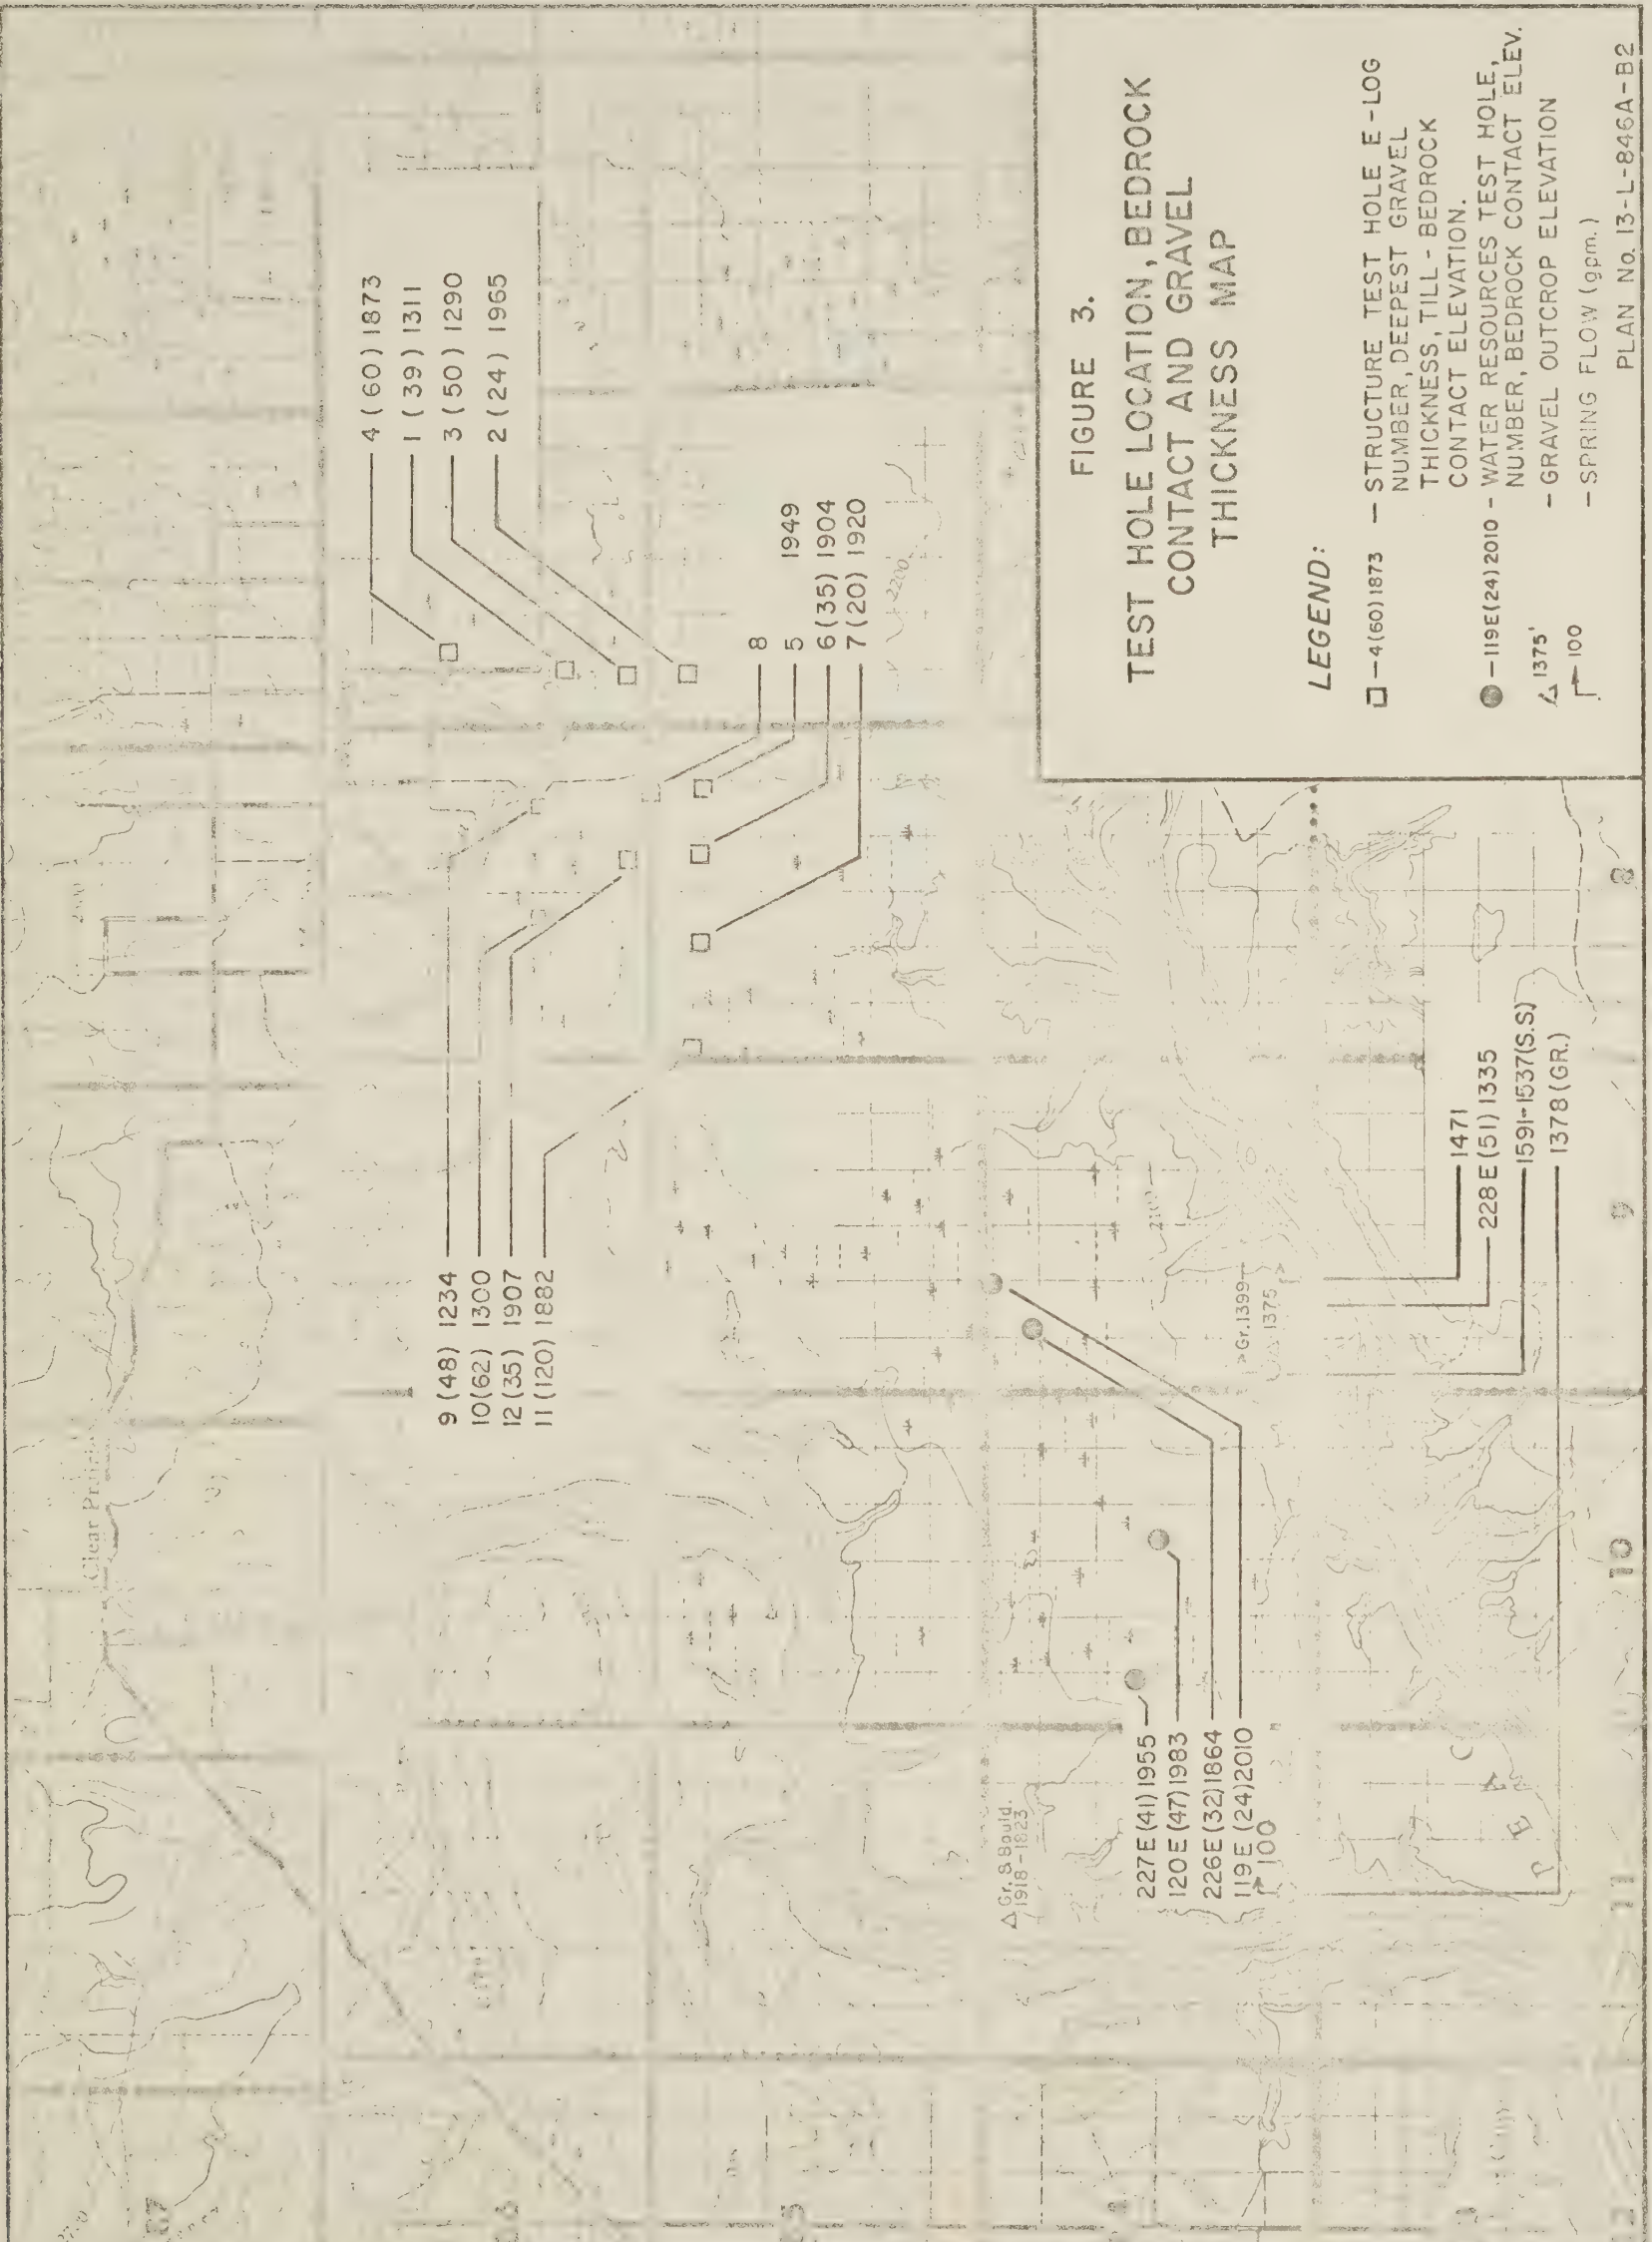 Clear Prairie
4 (60) 1873
1 (39) 1311
3 (50) 1290
2 (24) 1965
9 (48) 1234
10(62) 1300
12 (35) 1907
11 (120) 1882
8
5 1949
6 (35) 1904
7 (20) 1920
2200
Gr. & Bould.
1918-1823
227E (41) 1955
120E (47) 1983
226E (32) 1864
119E (24) 2010
100
>Gr. 1399
1375
1471
228E (51) 1335
1591-1537(S.S)
1378 (GR.)
11
10
9
8
FIGURE 3.
TEST HOLE LOCATION, BEDROCK
CONTACT AND GRAVEL
THICKNESS MAP
LEGEND:
-4(60)1873 - STRUCTURE TEST HOLE E-LOG
NUMBER, DEEPEST GRAVEL
THICKNESS, TILL-BEDROCK
CONTACT ELEVATION.
-119E(24)2010 - WATER RESOURCES TEST HOLE,
NUMBER, BEDROCK CONTACT ELEV.
1375' - GRAVEL OUTCROP ELEVATION
100 - SPRING FLOW (gpm.)
PLAN No. 13-L-846A-B2